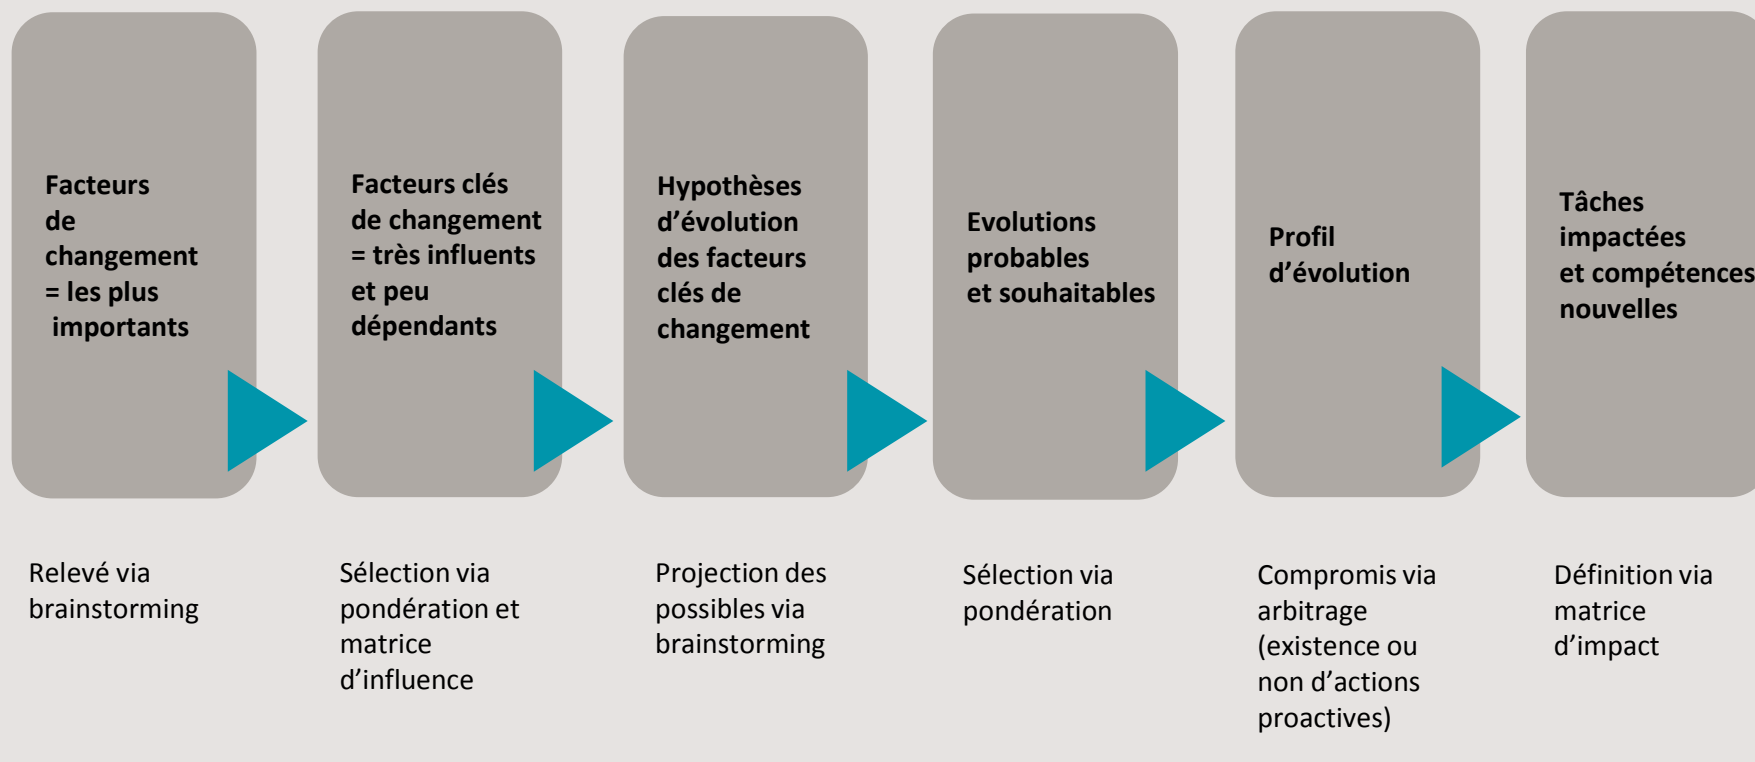 Facteurs
de
changement
= les plus
importants
Facteurs clés
de changement
= très influents
et peu
dépendants
Hypothèses
d’évolution
des facteurs
clés de
changement
Evolutions
probables
et souhaitables
Profil
d’évolution
Tâches
impactées
et compétences
nouvelles
Relevé via
brainstorming
Sélection via
pondération et
matrice
d’influence
Projection des
possibles via
brainstorming
Sélection via
pondération
Compromis via
arbitrage
(existence ou
non d’actions
proactives)
Définition via
matrice
d’impact